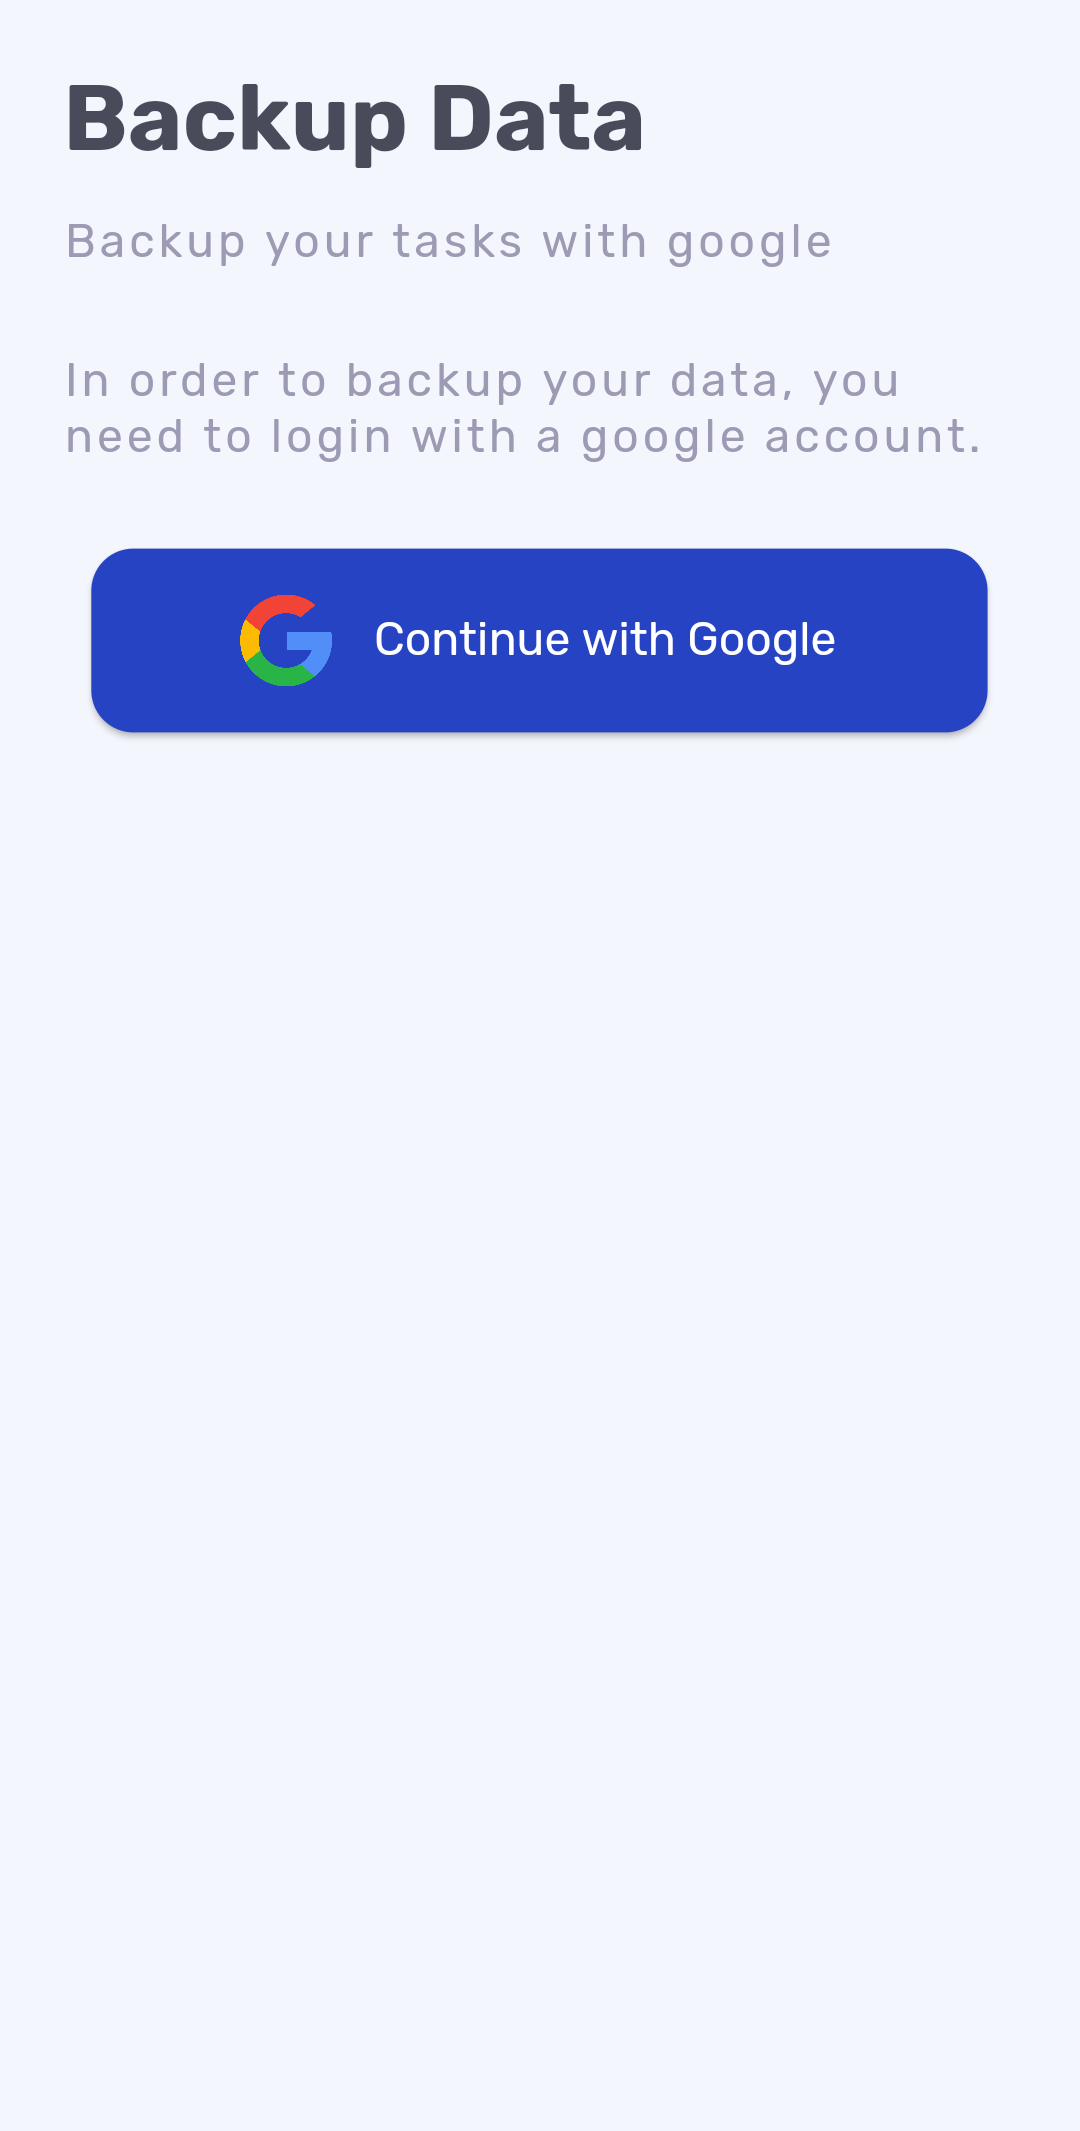 Backup Data
Backup your tasks with google
In order to backup your data, you
need to login with a google account.
Continue with Google